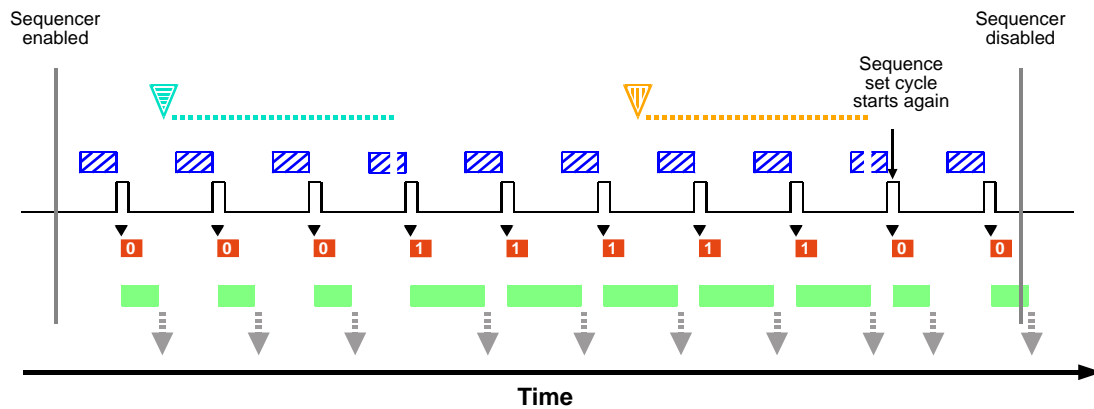 Sequencer
enabled
Sequencer
disabled
Sequence
set cycle
starts again
0 0 0 1 1 1 1 1 0 0
Time